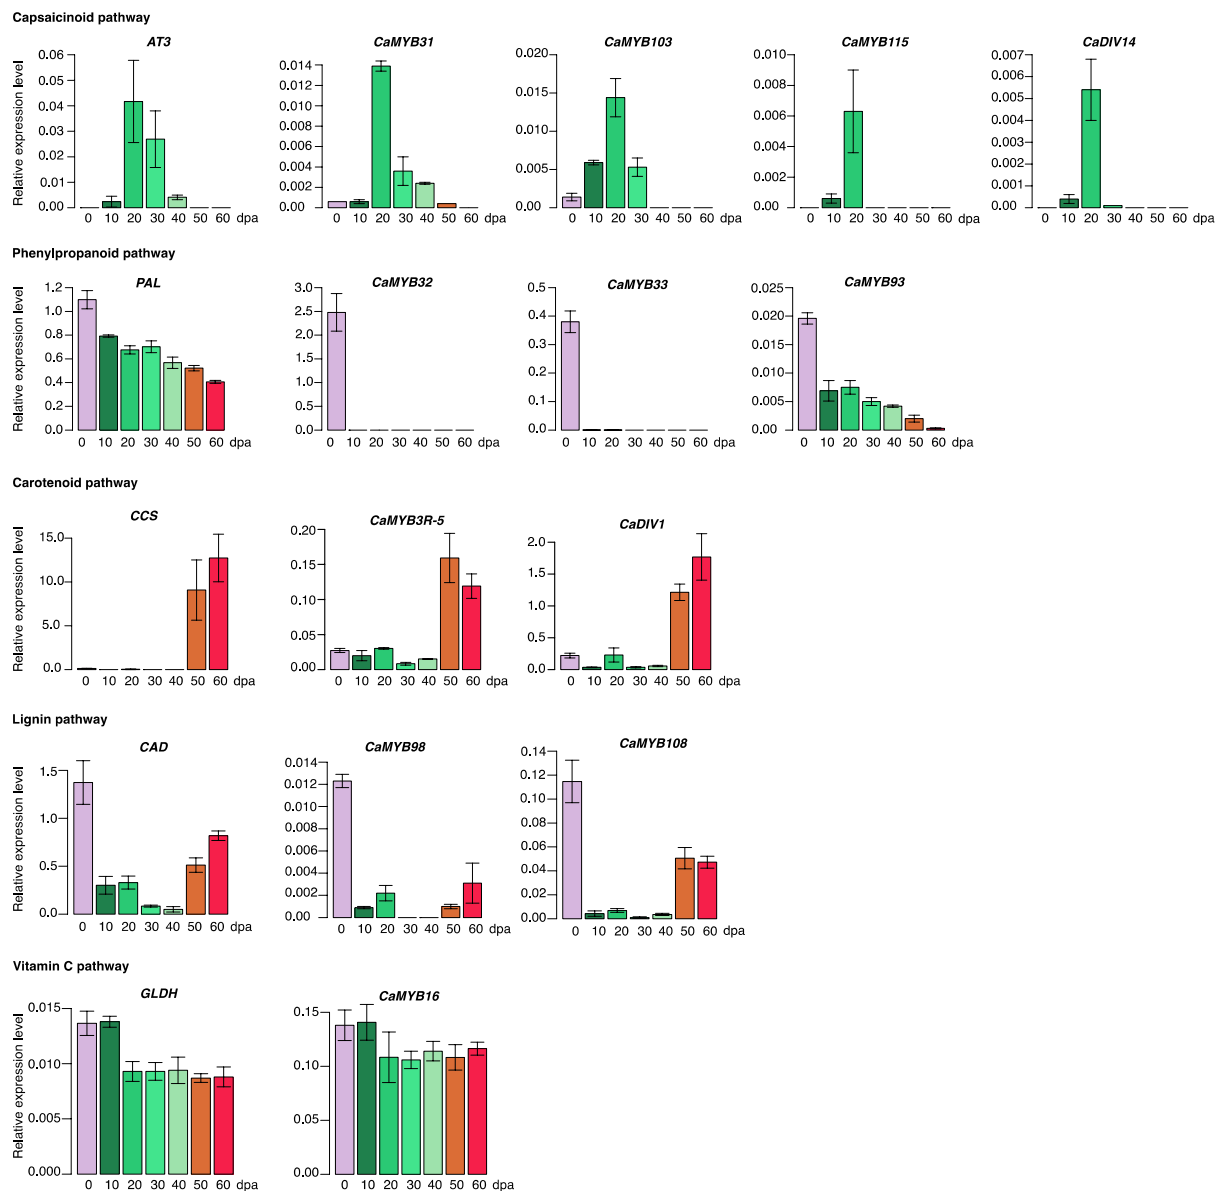 Capsaicinoid pathway
AT3 CaMYB31 CaMYB103 CaMYB115 CaDIV14
Relative expression level
0.06 0.05 0.04 0.03 0.02 0.01 0.00
0 10 20 30 40 50 60 dpa
0.014 0.012 0.010 0.008 0.006 0.004 0.002 0.000
0 10 20 30 40 50 60 dpa
0.020 0.015 0.010 0.005 0.000
0 10 20 30 40 50 60 dpa
0.010 0.008 0.006 0.004 0.002 0.000
0 10 20 30 40 50 60 dpa
0.007 0.006 0.005 0.004 0.003 0.002 0.001 0.000
0 10 20 30 40 50 60 dpa
Phenylpropanoid pathway
PAL CaMYB32 CaMYB33 CaMYB93
Relative expression level
1.2 1.0 0.8 0.6 0.4 0.2 0.0
0 10 20 30 40 50 60 dpa
3.0 2.5 2.0 1.5 1.0 0.5 0.0
0 10 20 30 40 50 60 dpa
0.5 0.4 0.3 0.2 0.1 0.0
0 10 20 30 40 50 60 dpa
0.025 0.020 0.015 0.010 0.005 0.000
0 10 20 30 40 50 60 dpa
Carotenoid pathway
CCS CaMYB3R-5 CaDIV1
Relative expression level
15.0 10.0 5.0 0.0
0 10 20 30 40 50 60 dpa
0.20 0.15 0.10 0.05 0.00
0 10 20 30 40 50 60 dpa
2.0 1.5 1.0 0.5 0.0
0 10 20 30 40 50 60 dpa
Lignin pathway
CAD CaMYB98 CaMYB108
Relative expression level
1.5 1.0 0.5 0.0
0 10 20 30 40 50 60 dpa
0.014 0.012 0.010 0.008 0.006 0.004 0.002 0.000
0 10 20 30 40 50 60 dpa
0.14 0.12 0.10 0.08 0.06 0.04 0.02 0.00
0 10 20 30 40 50 60 dpa
Vitamin C pathway
GLDH CaMYB16
Relative expression level
0.015 0.010 0.005 0.000
0 10 20 30 40 50 60 dpa
0.15 0.10 0.05 0.00
0 10 20 30 40 50 60 dpa